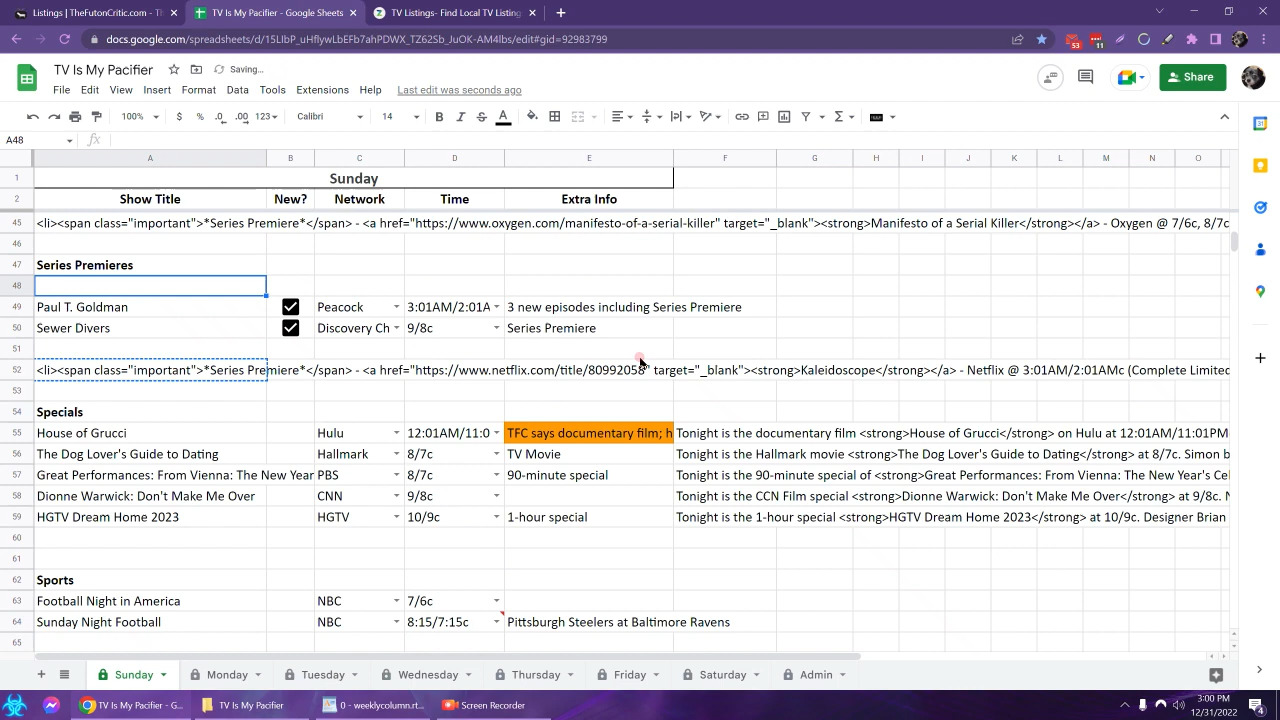 Listings | TheFutonCritic.com - T
TV Is My Pacifier - Google Sheets
TV Listings- Find Local TV Listing
docs.google.com/spreadsheets/d/15LlbP_uHflywLbEFb7ahPDWX_TZ62Sb_JuOK-AM4lbs/edit#gid=92983799
53
11
TV Is My Pacifier
Saving...
File Edit View Insert Format Data Tools Extensions Help Last edit was seconds ago
Share
100% $ % .0 .00 123 Calibri 14 B I S A
A48 fx
A B C D E F G H I J K L M N O
1 Sunday
2 Show Title New? Network Time Extra Info
45 <li><span class="important">*Series Premiere*</span> - <a href="https://www.oxygen.com/manifesto-of-a-serial-killer" target="_blank"><strong>Manifesto of a Serial Killer</strong></a> - Oxygen @ 7/6c, 8/7c
46
47 Series Premieres
48
49 Paul T. Goldman Peacock 3:01AM/2:01A 3 new episodes including Series Premiere
50 Sewer Divers Discovery Ch 9/8c Series Premiere
51
52 <li><span class="important">*Series Premiere*</span> - <a href="https://www.netflix.com/title/80992058" target="_blank"><strong>Kaleidoscope</strong></a> - Netflix @ 3:01AM/2:01AMc (Complete Limited
53
54 Specials
55 House of Grucci Hulu 12:01AM/11:0 TFC says documentary film; h Tonight is the documentary film <strong>House of Grucci</strong> on Hulu at 12:01AM/11:01PM
56 The Dog Lover's Guide to Dating Hallmark 8/7c TV Movie Tonight is the Hallmark movie <strong>The Dog Lover's Guide to Dating</strong> at 8/7c. Simon b
57 Great Performances: From Vienna: The New Year PBS 8/7c 90-minute special Tonight is the 90-minute special of <strong>Great Performances: From Vienna: The New Year's Cel
58 Dionne Warwick: Don't Make Me Over CNN 9/8c Tonight is the CCN Film special <strong>Dionne Warwick: Don't Make Me Over</strong> at 9/8c. N
59 HGTV Dream Home 2023 HGTV 10/9c 1-hour special Tonight is the 1-hour special <strong>HGTV Dream Home 2023</strong> at 10/9c. Designer Brian
60
61
62 Sports
63 Football Night in America NBC 7/6c
64 Sunday Night Football NBC 8:15/7:15c Pittsburgh Steelers at Baltimore Ravens
65
Sunday Monday Tuesday Wednesday Thursday Friday Saturday Admin
TV Is My Pacifier - G...
TV Is My Pacifier
0 - weeklycolumn.rt...
Screen Recorder
3:00 PM
12/31/2022
4